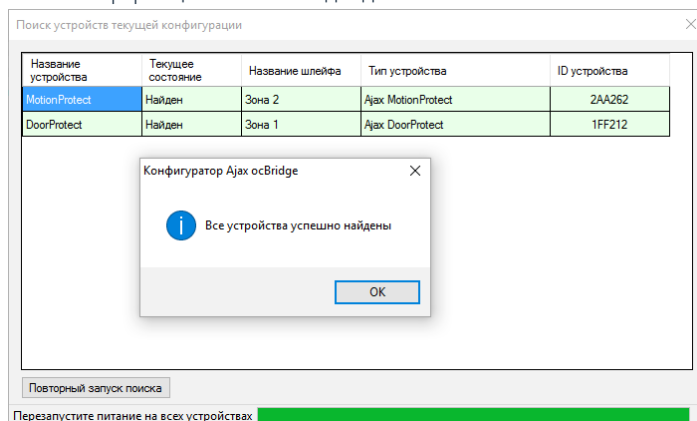 Поиск устройств текущей конфигурации
Название устройства Текущее состояние Название шлейфа Тип устройства ID устройства
MotionProtect Найден Зона 2 Ajax MotionProtect 2AA262
DoorProtect Найден Зона 1 Ajax DoorProtect 1FF212
Конфигуратор Ajax ocBridge
Все устройства успешно найдены
OK
Повторный запуск поиска
Перезапустите питание на всех устройствах